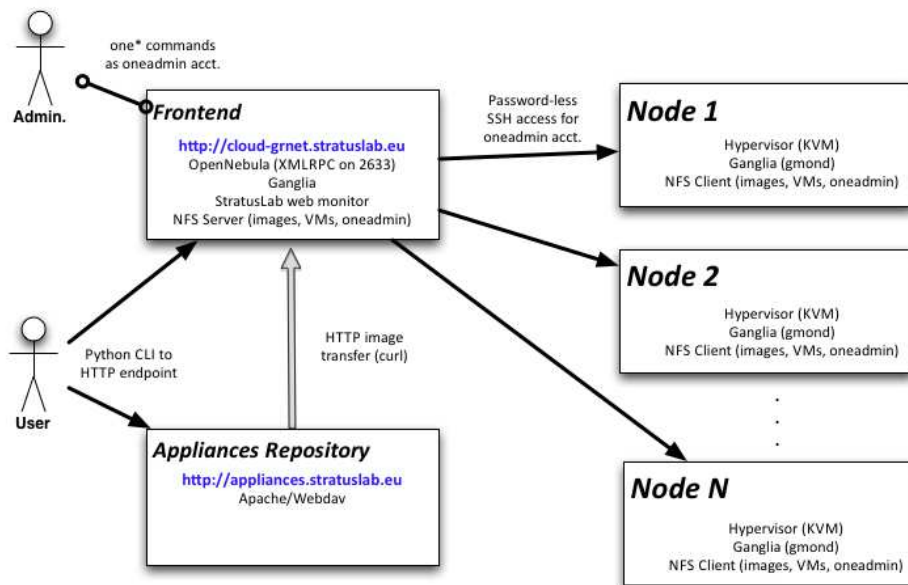 one* commands
as oneadmin acct.
Admin.
Frontend
http://cloud-grnet.stratuslab.eu
OpenNebula (XMLRPC on 2633)
Ganglia
StratusLab web monitor
NFS Server (images, VMs, oneadmin)
Password-less
SSH access for
oneadmin acct.
Node 1
Hypervisor (KVM)
Ganglia (gmond)
NFS Client (images, VMs, oneadmin)
Node 2
Hypervisor (KVM)
Ganglia (gmond)
NFS Client (images, VMs, oneadmin)
User
Python CLI to
HTTP endpoint
HTTP image
transfer (curl)
Appliances Repository
http://appliances.stratuslab.eu
Apache/Webdav
.
.
.
Node N
Hypervisor (KVM)
Ganglia (gmond)
NFS Client (images, VMs, oneadmin)